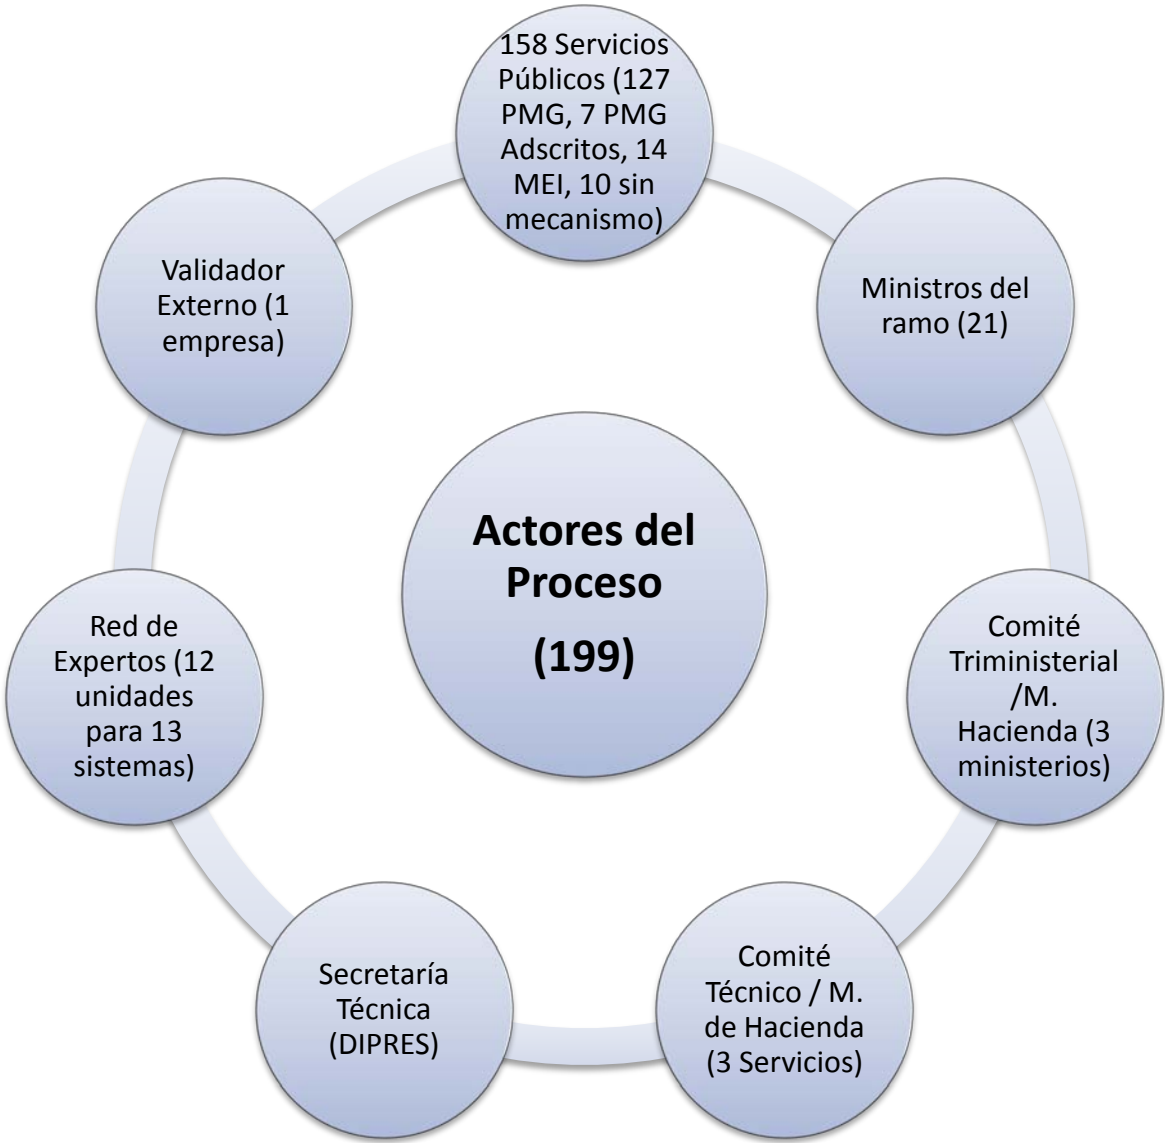 158 Servicios
Públicos (127
PMG, 7 PMG
Adscritos, 14
MEI, 10 sin
mecanismo)
Ministros del
ramo (21)
Comité
Triministerial
/M.
Hacienda (3
ministerios)
Comité
Técnico / M.
de Hacienda
(3 Servicios)
Secretaría
Técnica
(DIPRES)
Red de
Expertos (12
unidades
para 13
sistemas)
Validador
Externo (1
empresa)
Actores del
Proceso
(199)